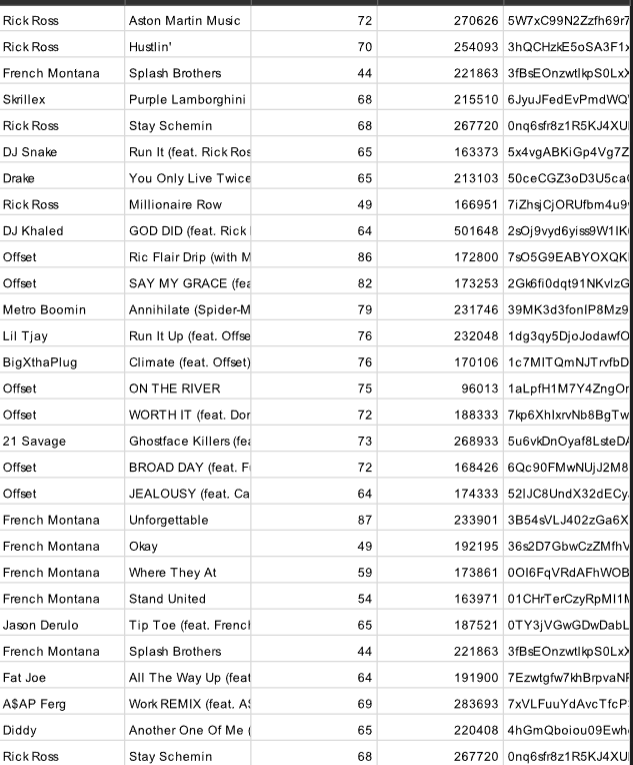 Rick Ross Aston Martin Music 72 270626 5W7xC99N2Zzfh69r7
Rick Ross Hustlin' 70 254093 3hQCHzkE5oSA3F1x
French Montana Splash Brothers 44 221863 3fBsEOnzwtlkpS0LxX
Skrillex Purple Lamborghini 68 215510 6JyuJFedEvPmdWQ
Rick Ross Stay Schemin 68 267720 0nq6sfr8z1R5KJ4XU
DJ Snake Run It (feat. Rick Ros 65 163373 5x4vgABKiGp4Vg7Z
Drake You Only Live Twice 65 213103 50ceCGZ3oD3U5ca
Rick Ross Millionaire Row 49 166951 7iZhsjCjORUfbm4u9
DJ Khaled GOD DID (feat. Rick 64 501648 2sOj9vyd6yiss9W1IK
Offset Ric Flair Drip (with M 86 172800 7sO5G9EABYOXQK
Offset SAY MY GRACE (fea 82 173253 2Gk6fi0dqt91NKvlzG
Metro Boomin Annihilate (Spider-M 79 231746 39MK3d3fonIP8Mz9
Lil Tjay Run It Up (feat. Offse 76 232048 1dg3qy5DjoJodawfO
BigXthaPlug Climate (feat. Offset) 76 170106 1c7MITQmNJTrvfbD
Offset ON THE RIVER 75 96013 1aLpfH1M7Y4ZngOr
Offset WORTH IT (feat. Don 72 188333 7kp6XhIxrvNb8BgTw
21 Savage Ghostface Killers (fea 73 268933 5u6vkDnOyaf8LsteDA
Offset BROAD DAY (feat. F 72 168426 6Qc90FMwNUjJ2M8
Offset JEALOUSY (feat. Ca 64 174333 52IJC8UndX32dECy
French Montana Unforgettable 87 233901 3B54sVLJ402zGa6X
French Montana Okay 49 192195 36s2D7GbwCzZMfhV
French Montana Where They At 59 173861 0OI6FqVRdAFhWOB
French Montana Stand United 54 163971 01CHrTerCzyRpMI1M
Jason Derulo Tip Toe (feat. French 65 187521 0TY3jVGwGDwDabL
French Montana Splash Brothers 44 221863 3fBsEOnzwtlkpS0LxX
Fat Joe All The Way Up (feat 64 191900 7Ezwtgfw7khBrpvaN
A$AP Ferg Work REMIX (feat. A$ 69 283693 7xVLFuuYdAvcTfcP
Diddy Another One Of Me ( 65 220408 4hGmQboiou09Ewh
Rick Ross Stay Schemin 68 267720 0nq6sfr8z1R5KJ4XU